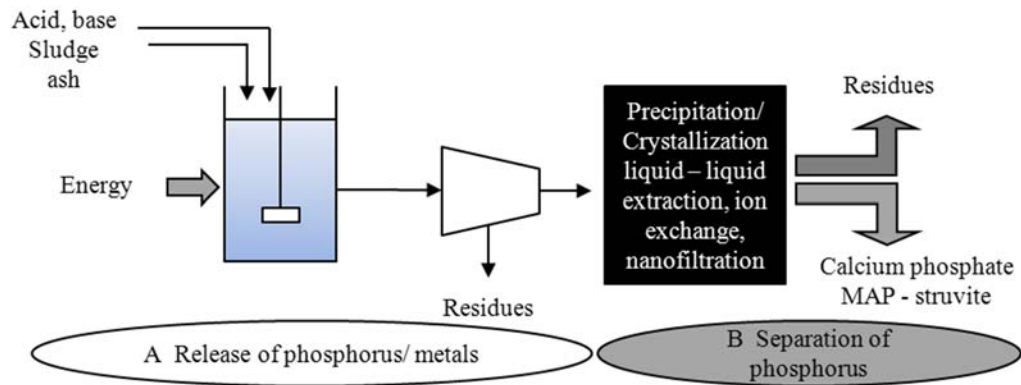 Acid, base
Sludge
ash
Energy
Residues
Precipitation/
Crystallization
liquid – liquid
extraction, ion
exchange,
nanofiltration
Residues
Calcium phosphate
MAP - struvite
A Release of phosphorus/ metals
B Separation of
phosphorus